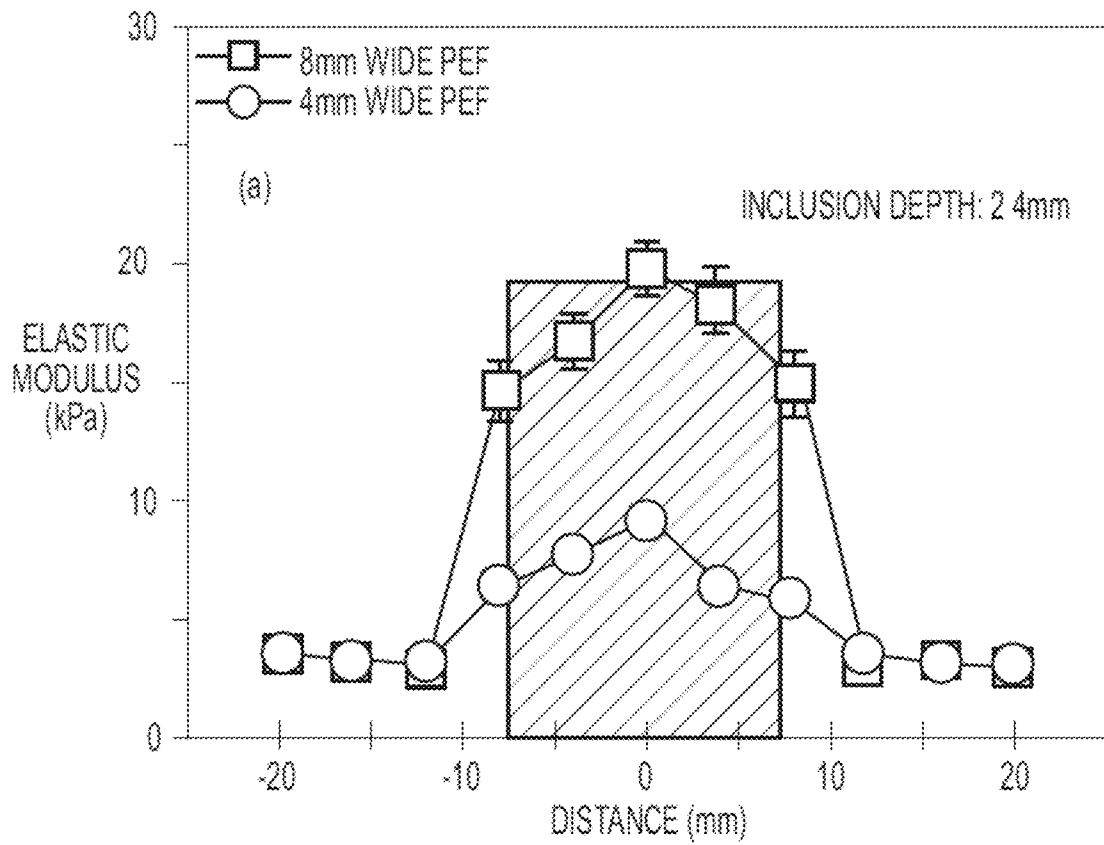 30
8mm WIDE PEF
4mm WIDE PEF
(a)
INCLUSION DEPTH: 2 4mm
20
ELASTIC
MODULUS
(kPa)
10
0
-20
-10
0
10
20
DISTANCE (mm)